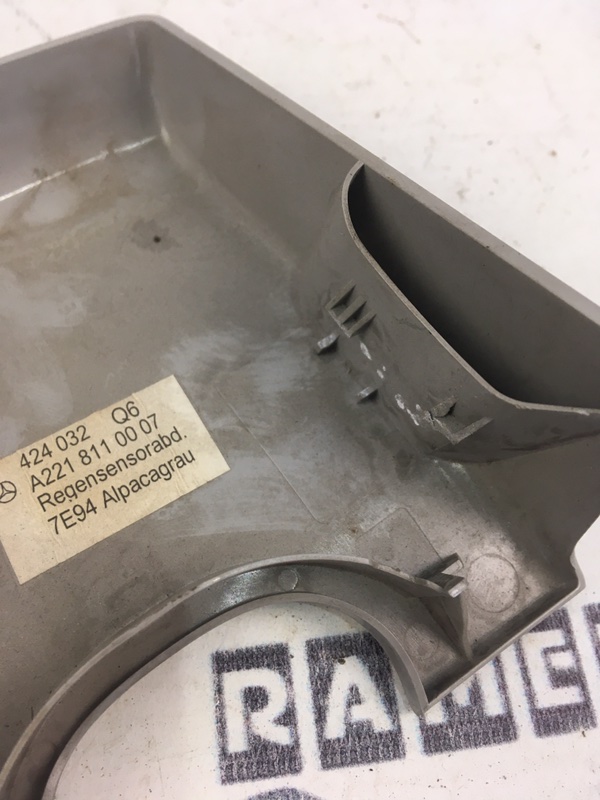 424 032 Q6
A221 811 00 07
Regensensorabd.
7E94 Alpacagrau
RAME